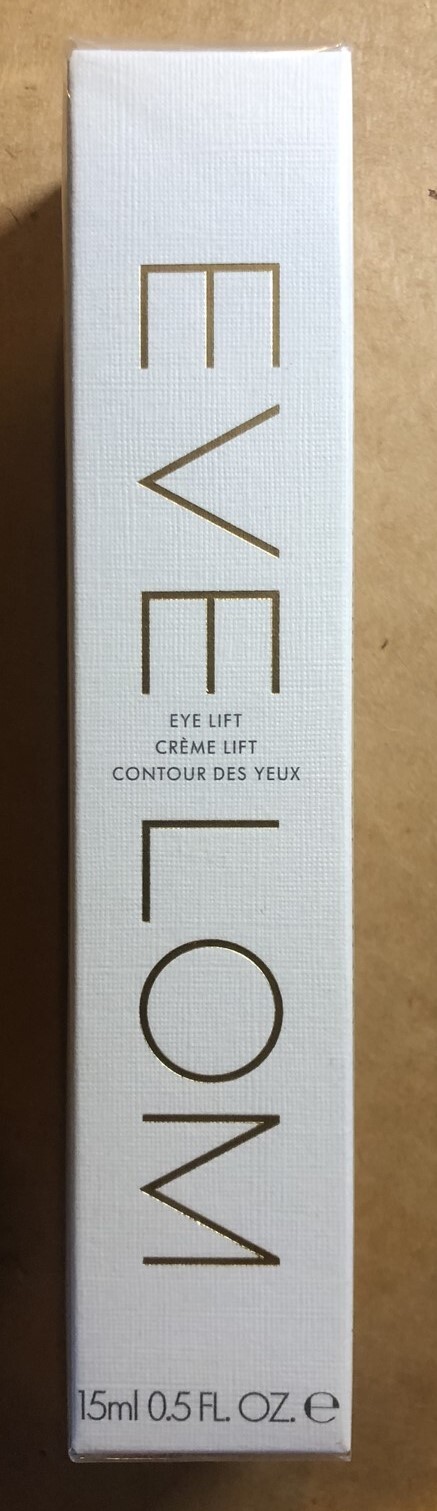 EVE LOM
EYE LIFT
CRÈME LIFT
CONTOUR DES YEUX
15ml 0.5 FL. OZ. ℮